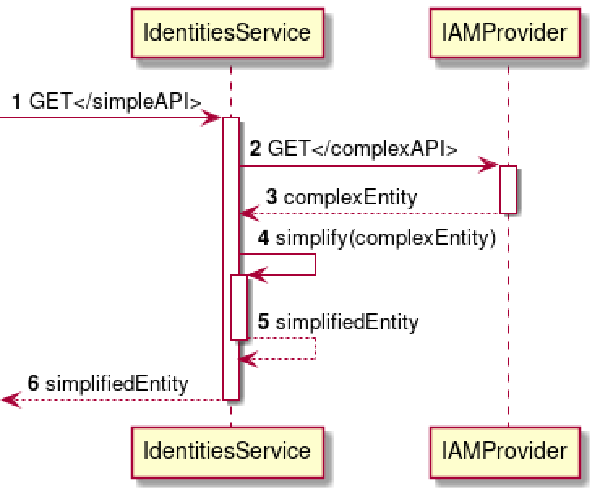 IdentitiesService
IAMProvider
1 GET</simpleAPI>
2 GET</complexAPI>
3 complexEntity
4 simplify(complexEntity)
5 simplifiedEntity
6 simplifiedEntity
IdentitiesService
IAMProvider